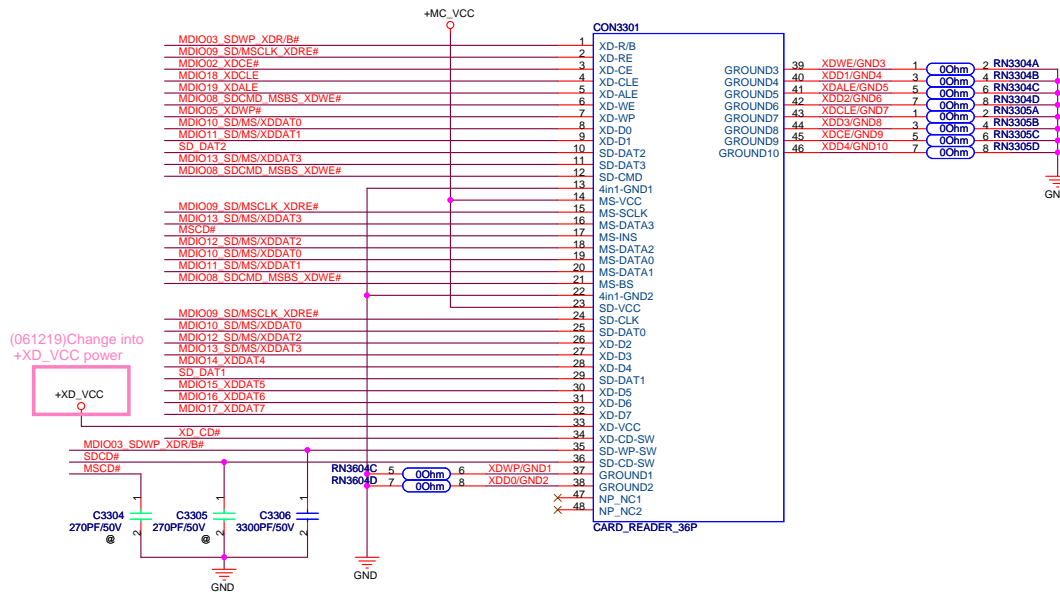 +MC_VCC
CON3301
MDIO03_SDWP_XDR/B# 1 XD-R/B
MDIO09_SD/MSCLK_XDRE# 2 XD-RE
MDIO02_XDCE# 3 XD-CE
MDIO18_XDCLE 4 XD-CLE
MDIO19_XDALE 5 XD-ALE
MDIO08_SDCMD_MSBS_XDWE# 6 XD-WE
MDIO05_XDWP# 7 XD-WP
MDIO10_SD/MS/XDDAT0 8 XD-D0
MDIO11_SD/MS/XDDAT1 9 XD-D1
SD_DAT2 10 SD-DAT2
MDIO13_SD/MS/XDDAT3 11 SD-DAT3
MDIO08_SDCMD_MSBS_XDWE# 12 SD-CMD
13 4in1-GND1
14 MS-VCC
MDIO09_SD/MSCLK_XDRE# 15 MS-SCLK
MDIO13_SD/MS/XDDAT3 16 MS-DATA3
MSCD# 17 MS-INS
MDIO12_SD/MS/XDDAT2 18 MS-DATA2
MDIO10_SD/MS/XDDAT0 19 MS-DATA0
MDIO11_SD/MS/XDDAT1 20 MS-DATA1
MDIO08_SDCMD_MSBS_XDWE# 21 MS-BS
22 4in1-GND2
23 SD-VCC
MDIO09_SD/MSCLK_XDRE# 24 SD-CLK
MDIO10_SD/MS/XDDAT0 25 SD-DAT0
MDIO12_SD/MS/XDDAT2 26 XD-D2
MDIO13_SD/MS/XDDAT3 27 XD-D3
MDIO14_XDDAT4 28 XD-D4
SD_DAT1 29 SD-DAT1
MDIO15_XDDAT5 30 XD-D5
MDIO16_XDDAT6 31 XD-D6
MDIO17_XDDAT7 32 XD-D7
33 XD-VCC
XD_CD# 34 XD-CD-SW
MDIO03_SDWP_XDR/B# 35 SD-WP-SW
SDCD# 36 SD-CD-SW
MSCD#
RN3604C 5 0Ohm 6 XDWP/GND1 37 GROUND1
RN3604D 7 0Ohm 8 XDD0/GND2 38 GROUND2
47 NP_NC1
48 NP_NC2
CARD_READER_36P
GROUND3 39 XDWE/GND3 1 0Ohm 2 RN3304A
GROUND4 40 XDD1/GND4 3 0Ohm 4 RN3304B
GROUND5 41 XDALE/GND5 5 0Ohm 6 RN3304C
GROUND6 42 XDD2/GND6 7 0Ohm 8 RN3304D
GROUND7 43 XDCLE/GND7 1 0Ohm 2 RN3305A
GROUND8 44 XDD3/GND8 3 0Ohm 4 RN3305B
GROUND9 45 XDCE/GND9 5 0Ohm 6 RN3305C
GROUND10 46 XDD4/GND10 7 0Ohm 8 RN3305D
GN
(061219)Change into
+XD_VCC power
+XD_VCC
1 1 1
C3304 C3305 C3306
270PF/50V 270PF/50V 3300PF/50V
@ 2 @ 2 2
GND
GND